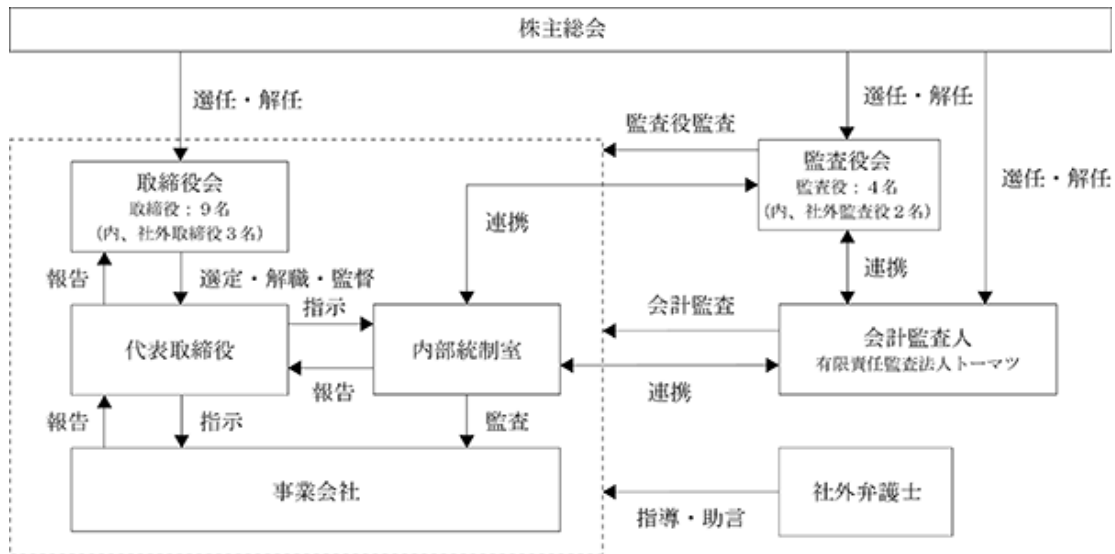 株主総会
選任・解任
選任・解任
選任・解任
監査役監査
取締役会
取締役：9名
（内、社外取締役3名）
監査役会
監査役：4名
（内、社外監査役2名）
連携
連携
報告
選定・解職・監督
指示
会計監査
代表取締役
内部統制室
会計監査人
有限責任監査法人トーマツ
報告
連携
報告
指示
監査
事業会社
社外弁護士
指導・助言